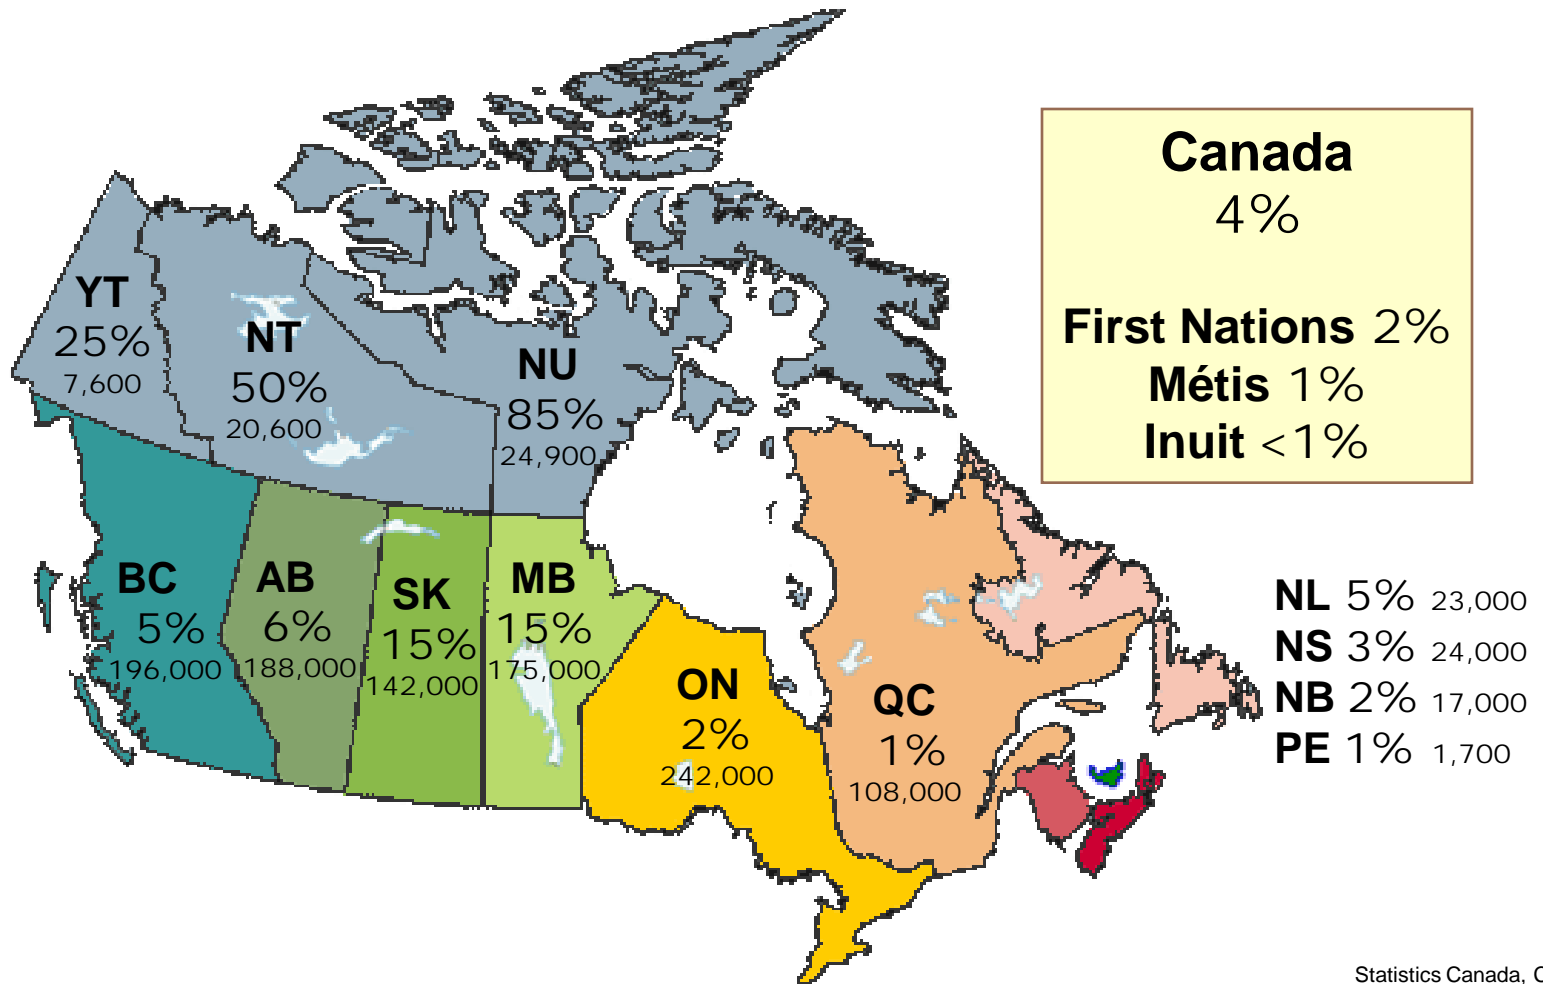 Canada
4%
First Nations 2%
Métis 1%
Inuit <1%
YT
25%
7,600
NT
50%
20,600
NU
85%
24,900
BC
5%
196,000
AB
6%
188,000
SK
15%
142,000
MB
15%
175,000
ON
2%
242,000
QC
1%
108,000
NL 5% 23,000
NS 3% 24,000
NB 2% 17,000
PE 1% 1,700
Statistics Canada,